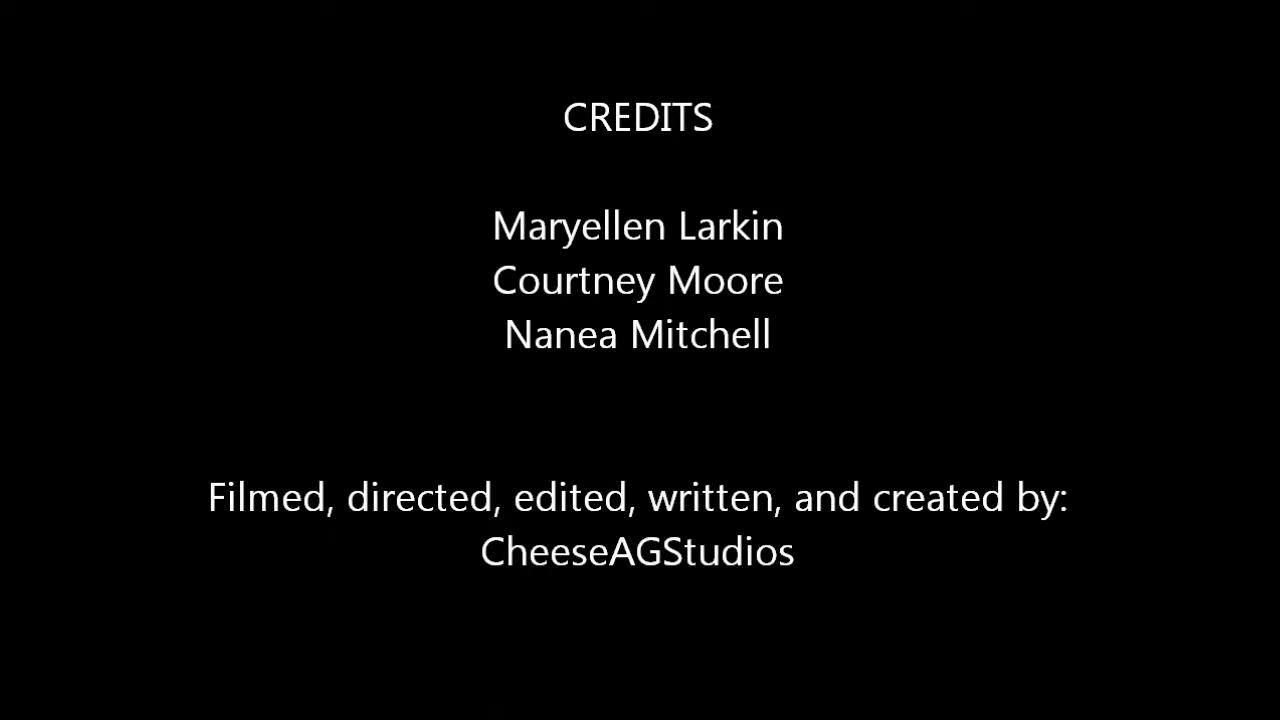 CREDITS
Maryellen Larkin
Courtney Moore
Nanea Mitchell
Filmed, directed, edited, written, and created by:
CheeseAGStudios